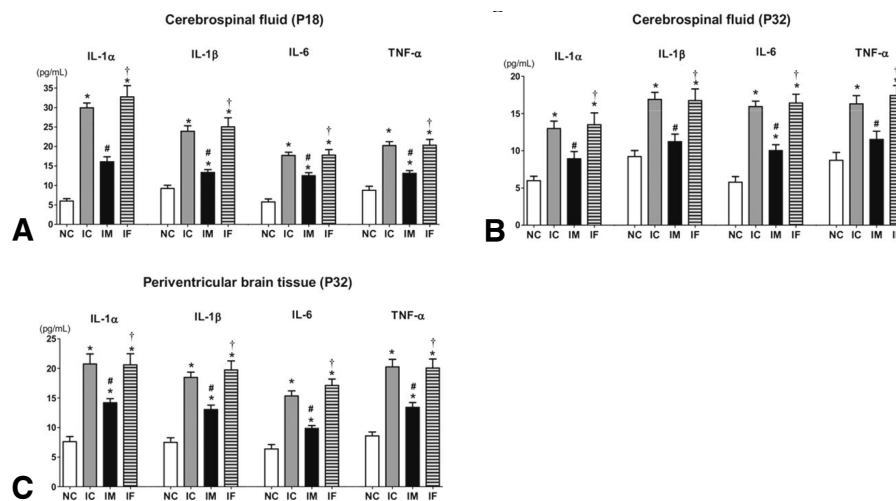 Cerebrospinal fluid (P18)
IL-1α IL-1β IL-6 TNF-α
(pg/mL)
35
30
25
20
15
10
5
0
* * † # * † * # * † * # * † * # * †
NC IC IM IF NC IC IM IF NC IC IM IF NC IC IM IF
A
Cerebrospinal fluid (P32)
IL-1α IL-1β IL-6 TNF-α
(pg/mL)
20
15
10
5
0
* # † * * # † * * # * † * * #
NC IC IM IF NC IC IM IF NC IC IM IF NC IC IM
B
Periventricular brain tissue (P32)
IL-1α IL-1β IL-6 TNF-α
(pg/mL)
25
20
15
10
5
0
* # * † * * # * † * * # * † * * # * † *
NC IC IM IF NC IC IM IF NC IC IM IF NC IC IM IF
C